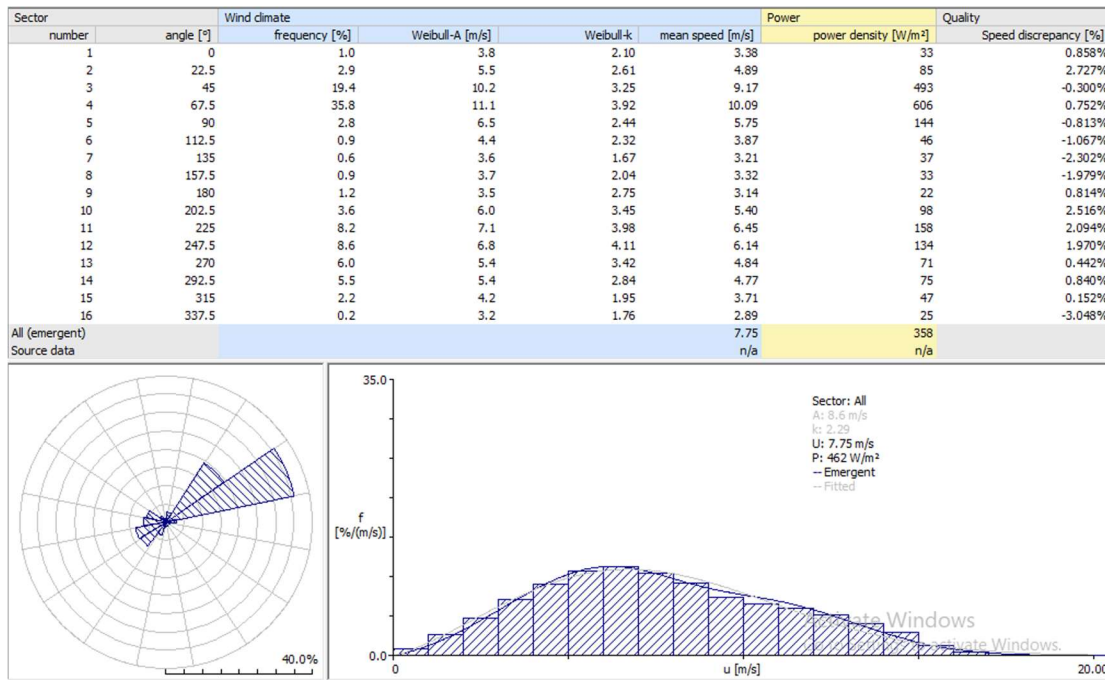 Sector Wind climate Power Quality
number angle [º] frequency [%] Weibull-A [m/s] Weibull-k mean speed [m/s] power density [W/m²] Speed discrepancy [%]
1 0 1.0 3.8 2.10 3.38 33 0.858%
2 22.5 2.9 5.5 2.61 4.89 85 2.727%
3 45 19.4 10.2 3.25 9.17 493 -0.300%
4 67.5 35.8 11.1 3.92 10.09 606 0.752%
5 90 2.8 6.5 2.44 5.75 144 -0.813%
6 112.5 0.9 4.4 2.32 3.87 46 -1.067%
7 135 0.6 3.6 1.67 3.21 37 -2.302%
8 157.5 0.9 3.7 2.04 3.32 33 -1.979%
9 180 1.2 3.5 2.75 3.14 22 0.814%
10 202.5 3.6 6.0 3.45 5.40 98 2.516%
11 225 8.2 7.1 3.98 6.45 158 2.094%
12 247.5 8.6 6.8 4.11 6.14 134 1.970%
13 270 6.0 5.4 3.42 4.84 71 0.442%
14 292.5 5.5 5.4 2.84 4.77 75 0.840%
15 315 2.2 4.2 1.95 3.71 47 0.152%
16 337.5 0.2 3.2 1.76 2.89 25 -3.048%
All (emergent) 7.75 358
Source data n/a n/a
40.0%
35.0
Sector: All
A: 8.6 m/s
k: 2.29
U: 7.75 m/s
P: 462 W/m²
-- Emergent
-- Fitted
f
[%/(m/s)]
Windows
activate Windows.
0.0
0 u [m/s] 20.00